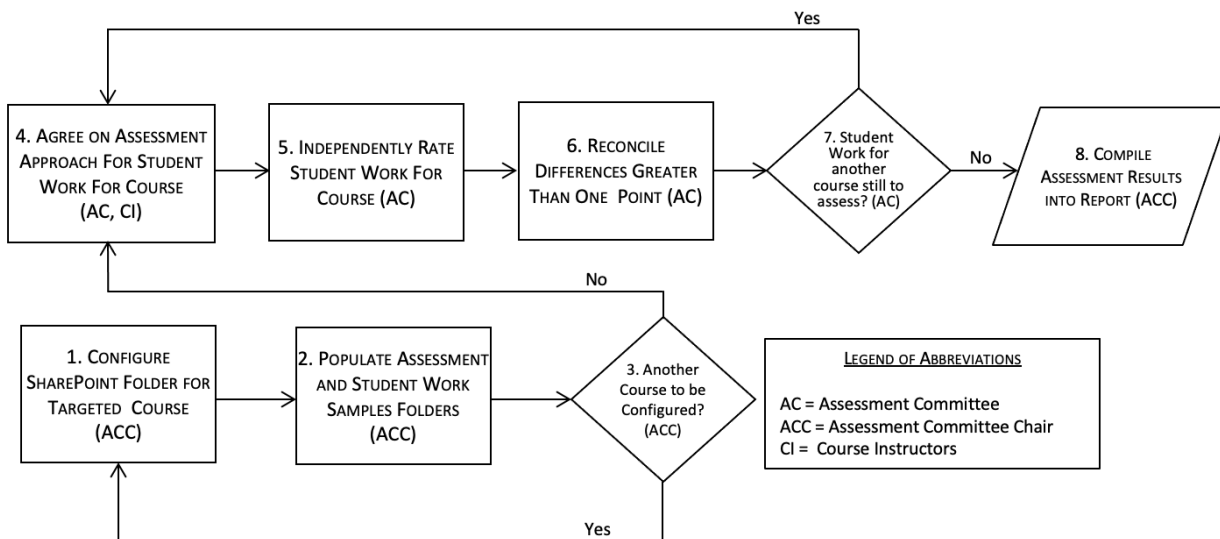 Yes
4. AGREE ON ASSESSMENT
APPROACH FOR STUDENT
WORK FOR COURSE
(AC, CI)
5. INDEPENDENTLY RATE
STUDENT WORK FOR
COURSE (AC)
6. RECONCILE
DIFFERENCES GREATER
THAN ONE POINT (AC)
7. Student
Work for
another
course still to
assess? (AC)
No
8. COMPILE
ASSESSMENT RESULTS
INTO REPORT (ACC)
No
1. CONFIGURE
SHAREPOINT FOLDER FOR
TARGETED COURSE
(ACC)
2. POPULATE ASSESSMENT
AND STUDENT WORK
SAMPLES FOLDERS
(ACC)
3. Another
Course to be
Configured?
(ACC)
Yes
LEGEND OF ABBREVIATIONS
AC = Assessment Committee
ACC = Assessment Committee Chair
CI = Course Instructors